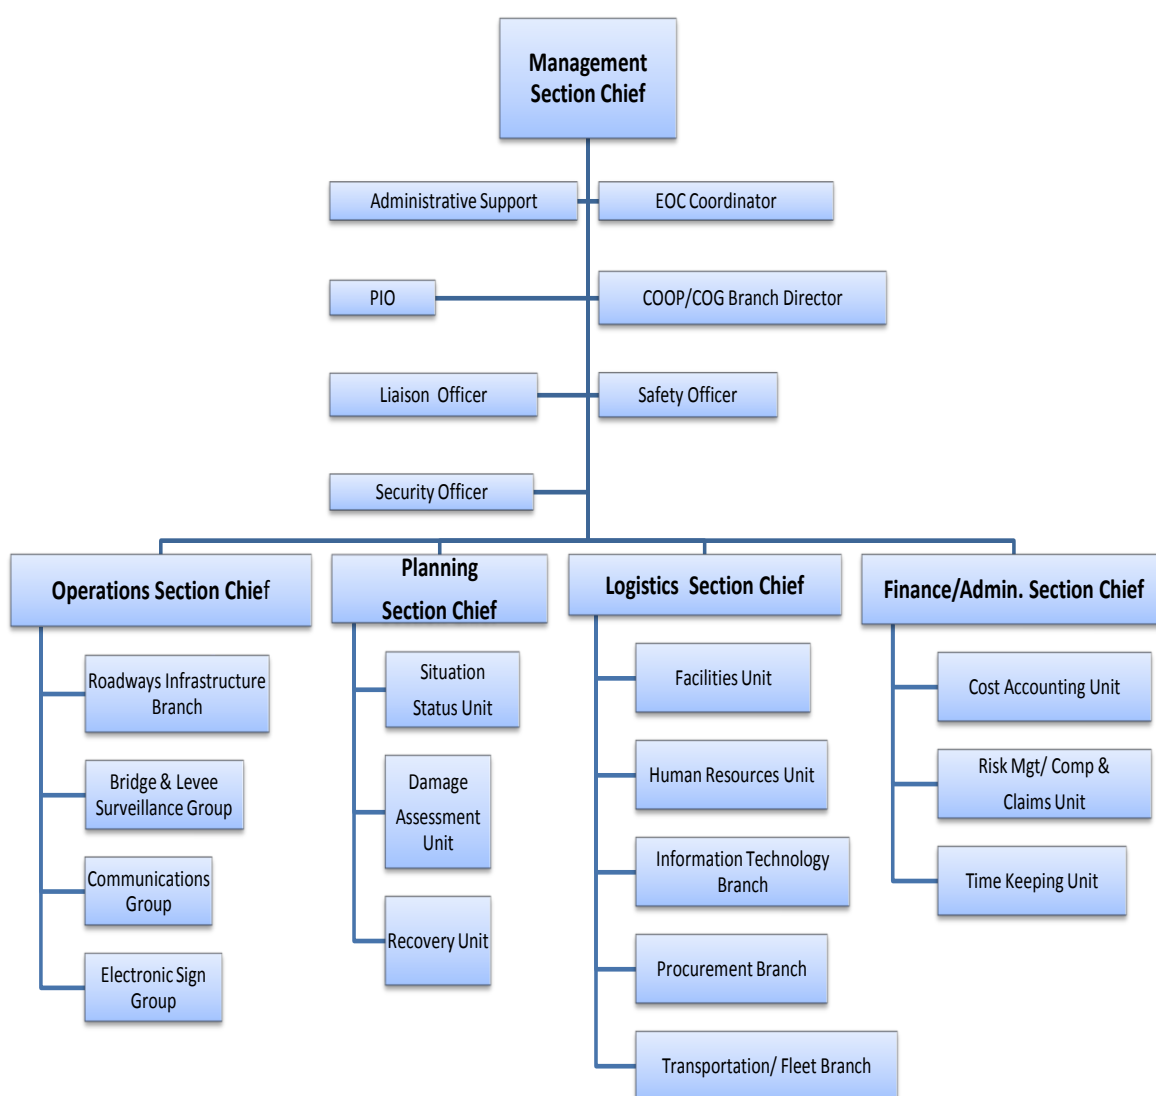 Management
Section Chief
Administrative Support
EOC Coordinator
PIO
COOP/COG Branch Director
Liaison Officer
Safety Officer
Security Officer
Operations Section Chief
Planning
Section Chief
Logistics Section Chief
Finance/Admin. Section Chief
Roadways Infrastructure
Branch
Bridge & Levee
Surveillance Group
Communications
Group
Electronic Sign
Group
Situation
Status Unit
Damage
Assessment
Unit
Recovery Unit
Facilities Unit
Human Resources Unit
Information Technology
Branch
Procurement Branch
Transportation/ Fleet Branch
Cost Accounting Unit
Risk Mgt/ Comp &
Claims Unit
Time Keeping Unit